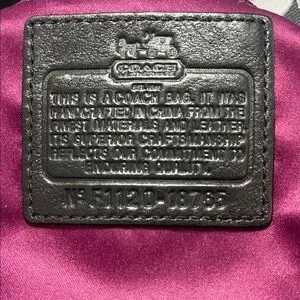 COACH
THIS IS A COACH BAG. IT WAS
HANDCRAFTED IN CHINA FROM THE
FINEST MATERIALS AND LEATHER.
ITS SUPERIOR CRAFTSMANSHIP
REFLECTS OUR COMMITMENT TO
ENDURING QUALITY.